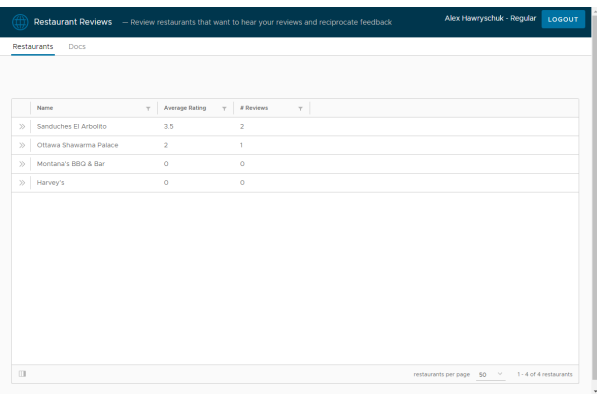 Restaurant Reviews — Review restaurants that want to hear your reviews and reciprocate feedback Alex Hawryschuk - Regular LOGOUT
Restaurants Docs
Name Average Rating # Reviews
Sanduches El Arbolito 3.5 2
Ottawa Shawarma Palace 2 1
Montana's BBQ & Bar 0 0
Harvey's 0 0
restaurants per page 50 1 - 4 of 4 restaurants